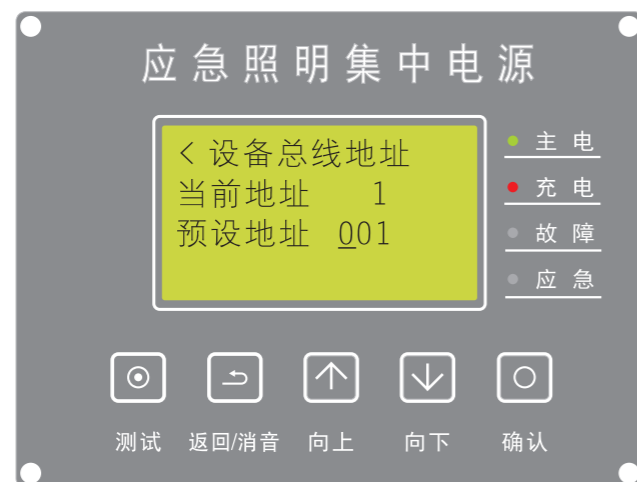 应急照明集中电源
< 设备总线地址
当前地址 1
预设地址 001
主电
充电
故障
应急
测试 返回/消音 向上 向下 确认